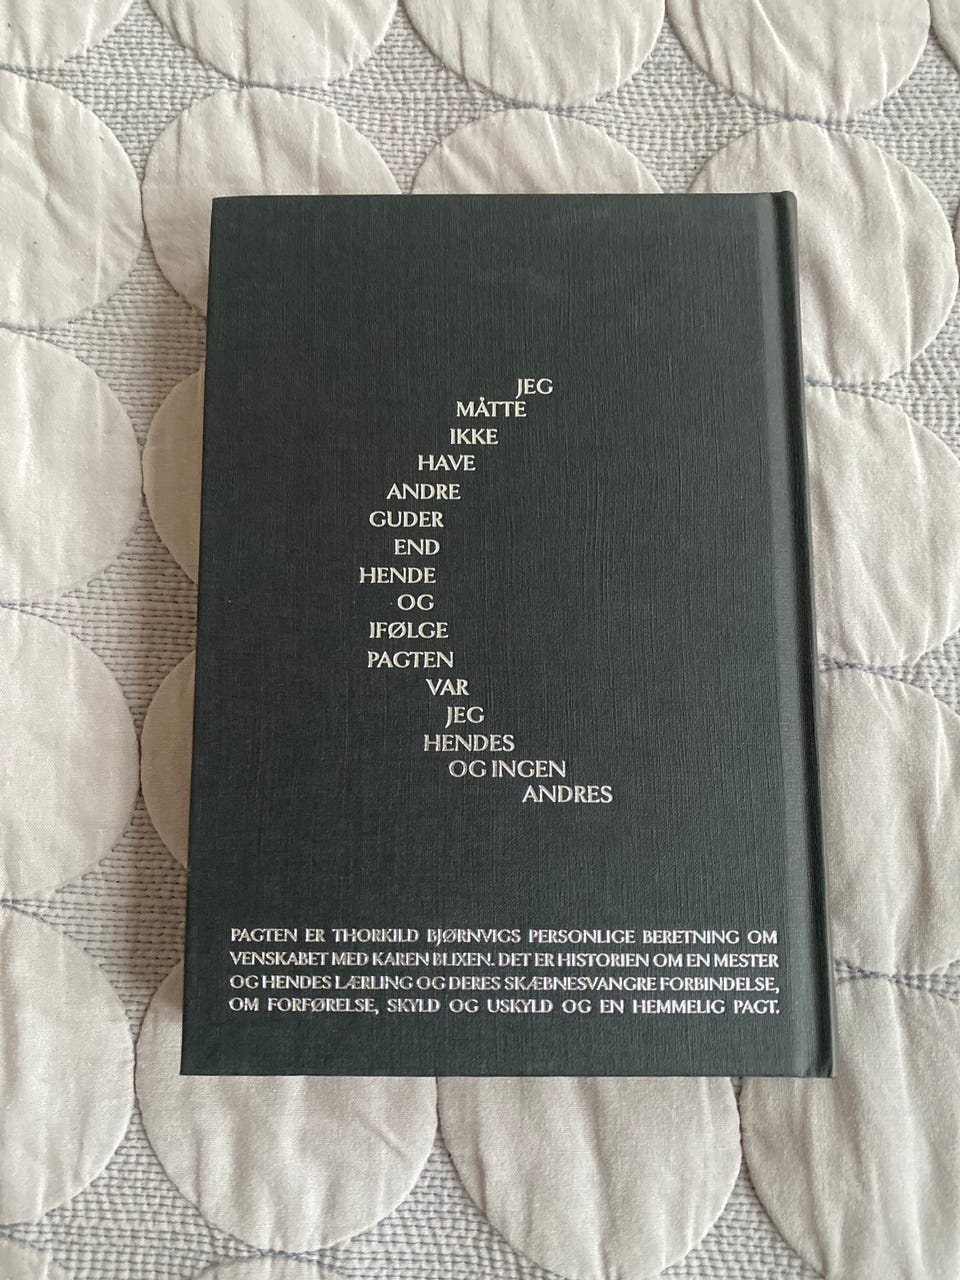 JEG
MÅTTE
IKKE
HAVE
ANDRE
GUDER
END
HENDE
OG
IFØLGE
PAGTEN
VAR
JEG
HENDES
OG INGEN
ANDRES
PAGTEN ER THORKILD BJØRNVIGS PERSONLIGE BERETNING OM
VENSKABET MED KAREN BLIXEN. DET ER HISTORIEN OM EN MESTER
OG HENDES LÆRLING OG DERES SKÆBNESVANGRE FORBINDELSE,
OM FORFØRELSE, SKYLD OG USKYLD OG EN HEMMELIG PAGT.